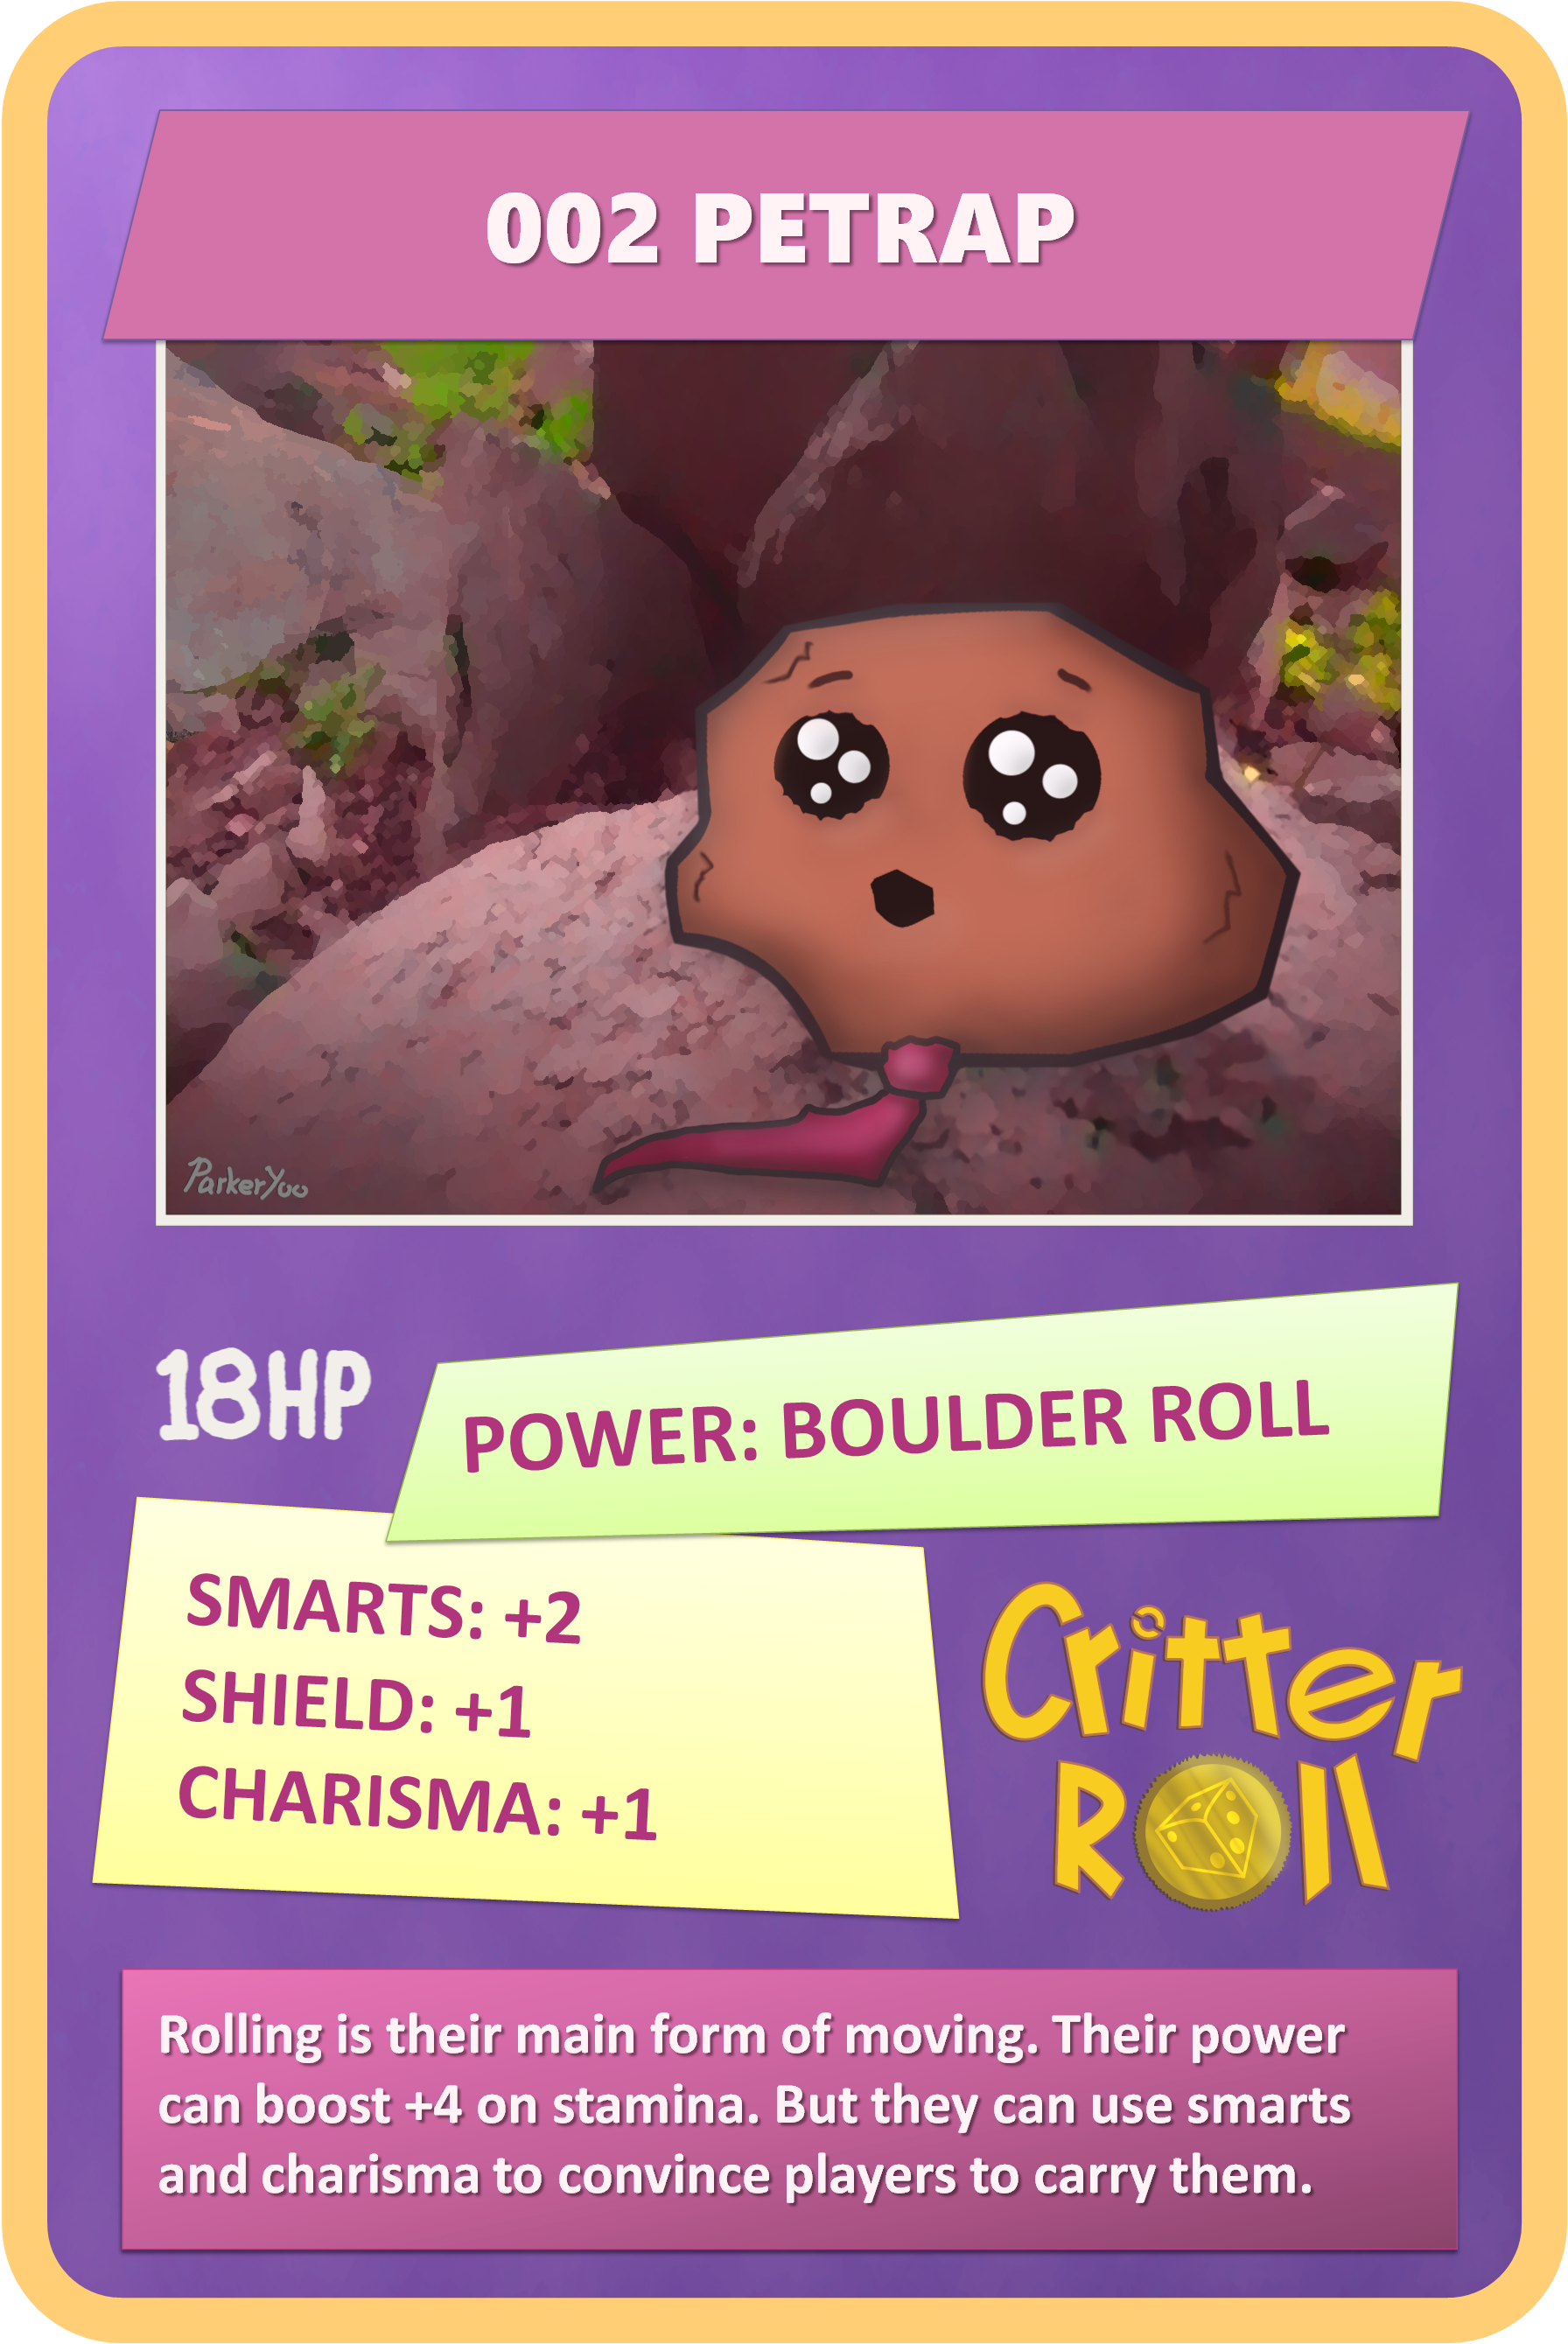 002 PETRAP
ParkerYoo
18HP
POWER: BOULDER ROLL
SMARTS: +2
SHIELD: +1
CHARISMA: +1
Critter
Roll
Rolling is their main form of moving. Their power
can boost +4 on stamina. But they can use smarts
and charisma to convince players to carry them.